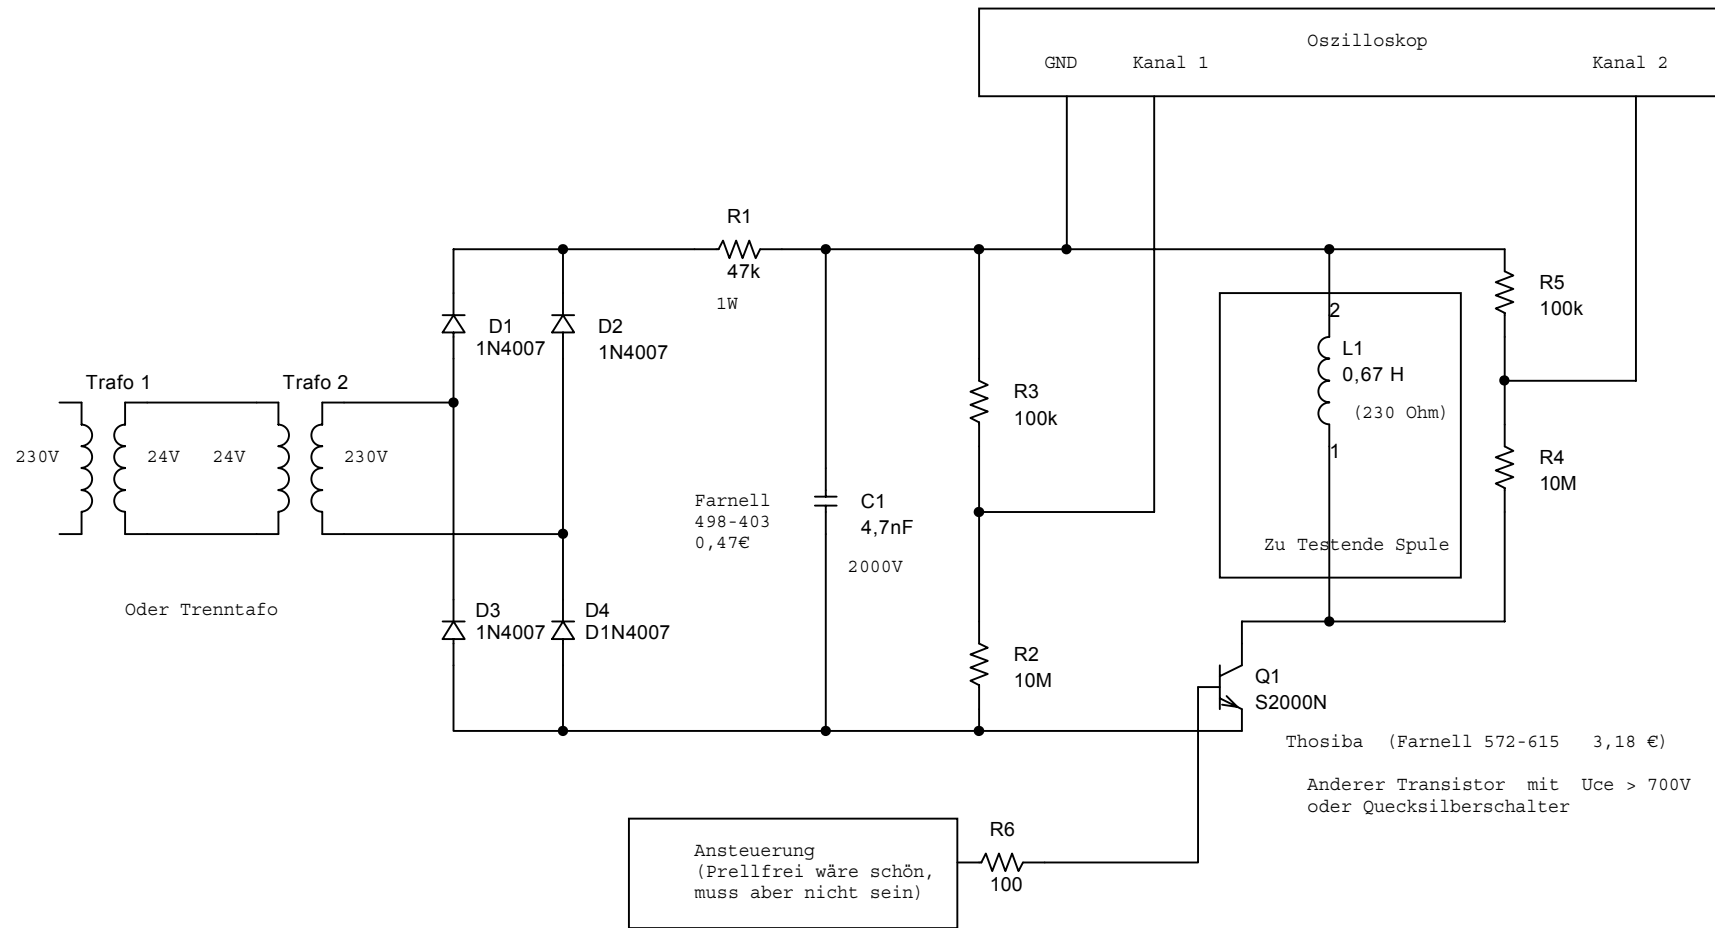 Oszilloskop
GND
Kanal 1
Kanal 2
R1
47k
1W
D1
1N4007
D2
1N4007
Trafo 1
Trafo 2
230V
24V
24V
230V
Oder Trenntafo
D3
1N4007
D4
D1N4007
Farnell
498-403
0,47€
C1
4,7nF
2000V
R3
100k
R2
10M
2
L1
0,67 H
(230 Ohm)
1
Zu Testende Spule
R5
100k
R4
10M
Q1
S2000N
Thosiba (Farnell 572-615 3,18 €)
Anderer Transistor mit Uce > 700V
oder Quecksilberschalter
Ansteuerung
(Prellfrei wäre schön,
muss aber nicht sein)
R6
100